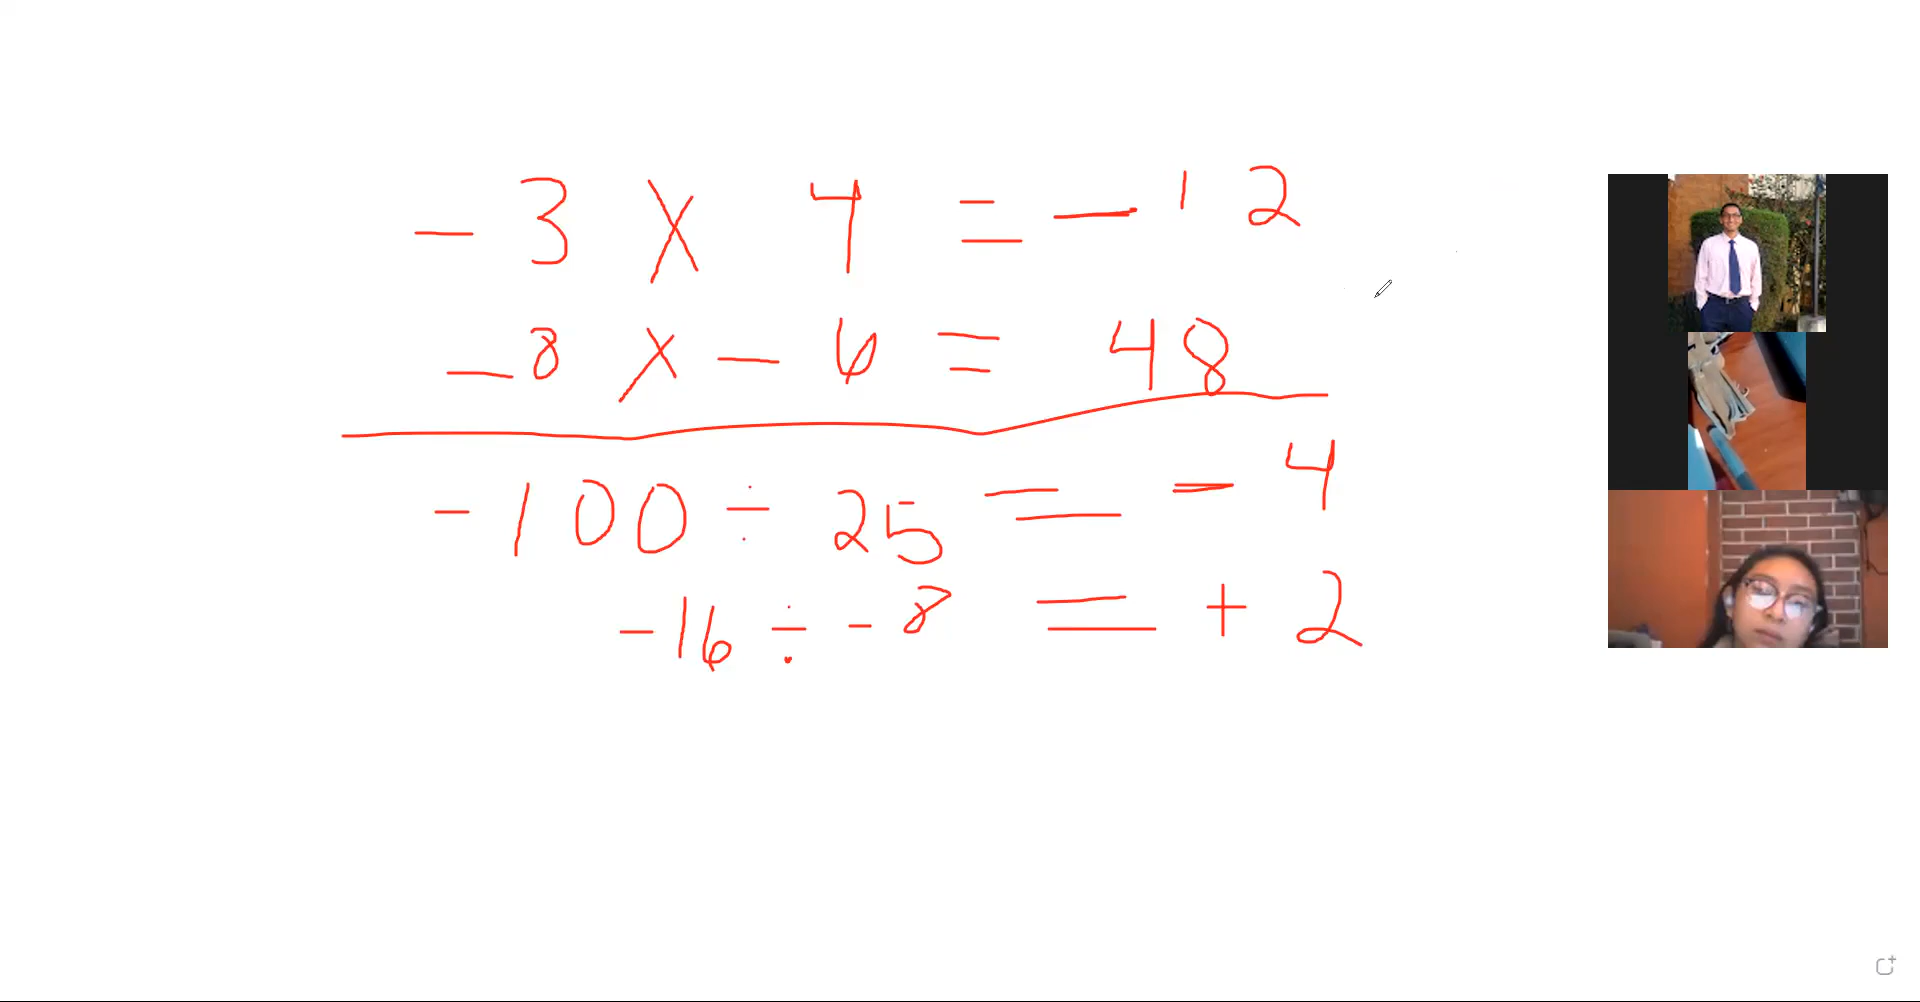 - 3 X 4 = - 12
- 8 X - 6 = 48
- 100 ÷ 25 = - 4
- 16 ÷ - 8 = + 2